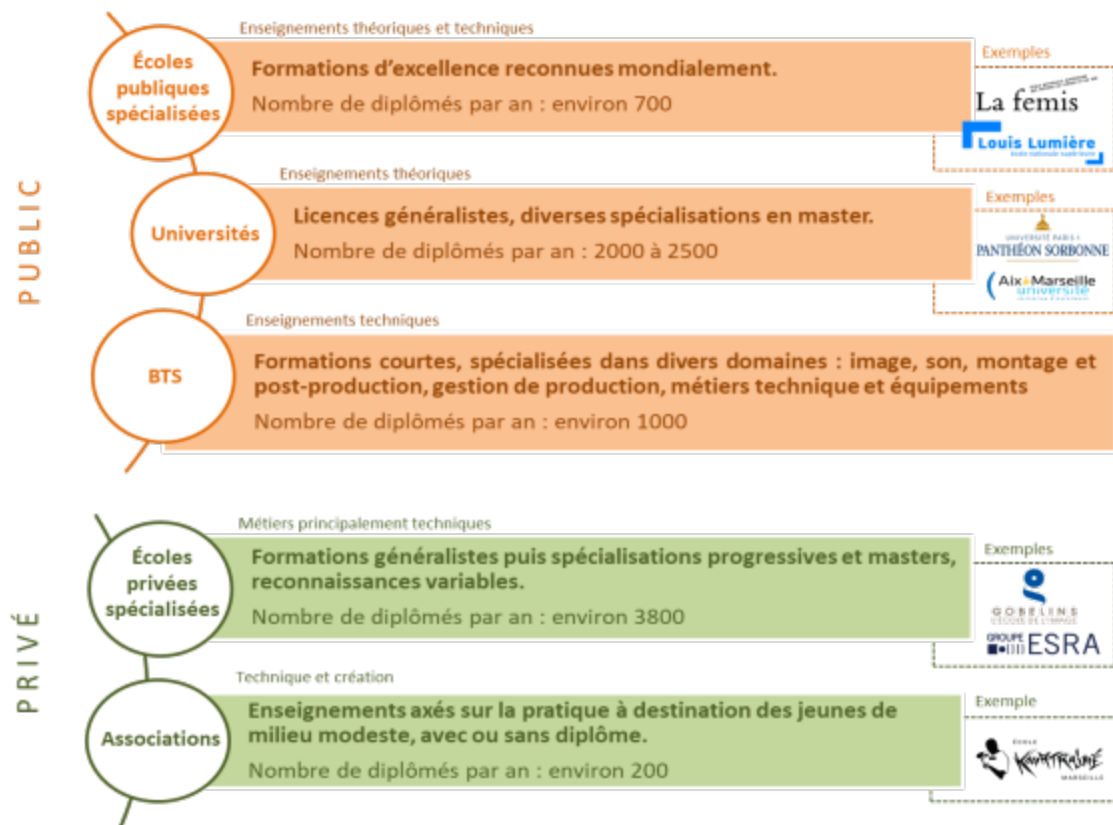 PUBLIC
Enseignements théoriques et techniques
Écoles
publiques
spécialisées
Formations d'excellence reconnues mondialement.
Nombre de diplômés par an : environ 700
Exemples
La femis
Louis Lumière
Enseignements théoriques
Universités
Licences généralistes, diverses spécialisations en master.
Nombre de diplômés par an : 2000 à 2500
Exemples
UNIVERSITÉ PARIS 1
PANTHÉON SORBONNE
Aix Marseille
université
Enseignements techniques
BTS
Formations courtes, spécialisées dans divers domaines : image, son, montage et
post-production, gestion de production, métiers technique et équipements
Nombre de diplômés par an : environ 1000
PRIVÉ
Métiers principalement techniques
Écoles
privées
spécialisées
Formations généralistes puis spécialisations progressives et masters,
reconnaissances variables.
Nombre de diplômés par an : environ 3800
Exemples
GOBELINS
L'ÉCOLE DE L'IMAGE
GROUPE
ESRA
Technique et création
Associations
Enseignements axés sur la pratique à destination des jeunes de
milieu modeste, avec ou sans diplôme.
Nombre de diplômés par an : environ 200
Exemple
ÉCOLE
KOURTRAJMÉ
MARSEILLE